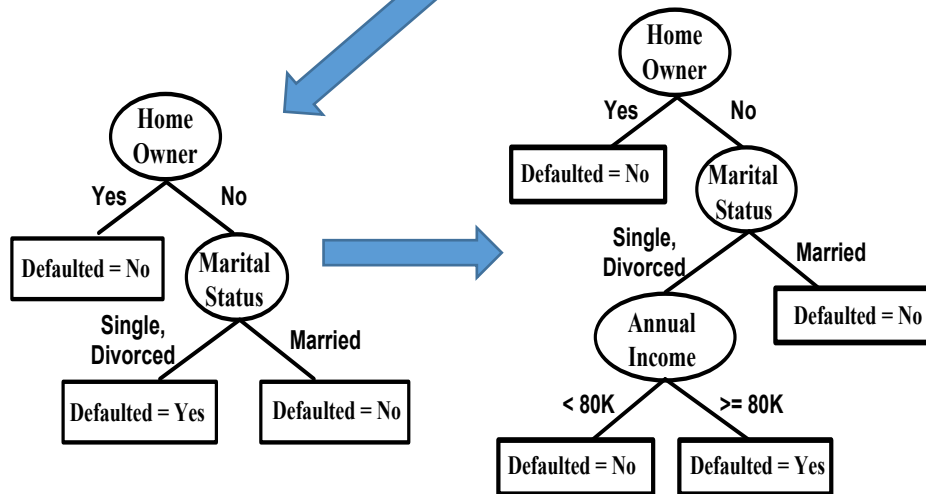 Home
Owner
Yes
No
Defaulted = No
Marital
Status
Single,
Divorced
Married
Defaulted = Yes
Defaulted = No
Home
Owner
Yes
No
Defaulted = No
Marital
Status
Single,
Divorced
Married
Defaulted = No
Annual
Income
< 80K
>= 80K
Defaulted = No
Defaulted = Yes